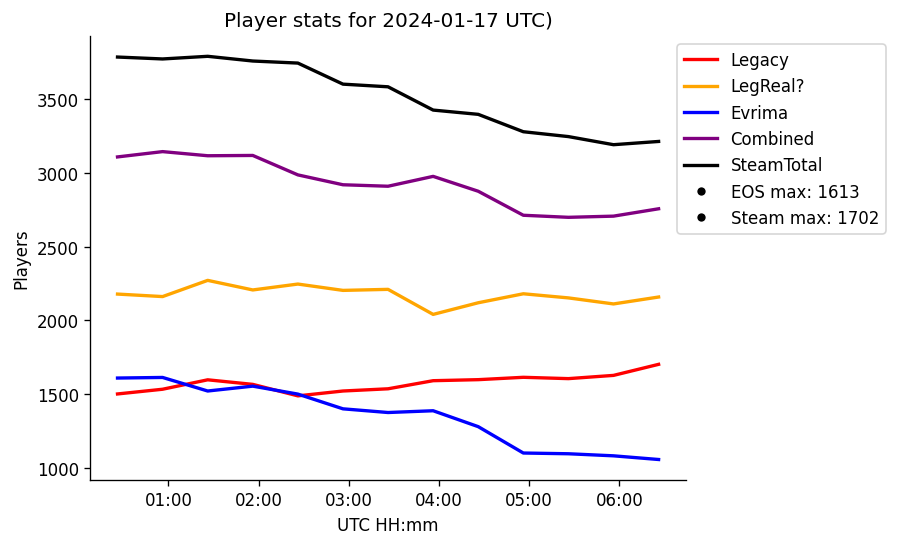 Player stats for 2024-01-17 UTC)
Legacy
LegReal?
Evrima
Combined
SteamTotal
EOS max: 1613
Steam max: 1702
Players
3500
3000
2500
2000
1500
1000
01:00 02:00 03:00 04:00 05:00 06:00
UTC HH:mm